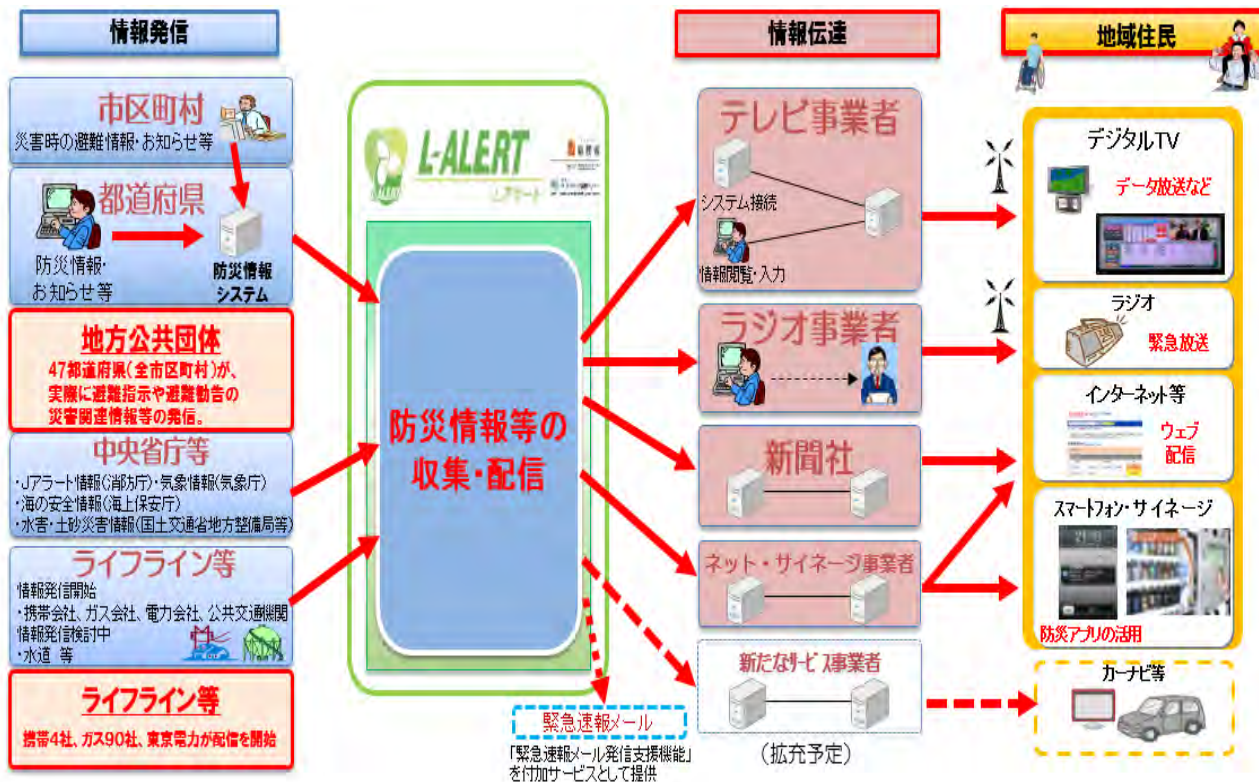 情報発信
市区町村
災害時の避難情報・お知らせ等
都道府県
防災情報・
お知らせ等
防災情報
システム
地方公共団体
47都道府県(全市区町村)が、
実際に避難指示や避難勧告の
災害関連情報等の発信。
中央省庁等
・Jアラート情報(消防庁)・気象情報(気象庁)
・海の安全情報(海上保安庁)
・水害・土砂災害情報(国土交通省地方整備局等)
ライフライン等
情報発信開始
・携帯会社、ガス会社、電力会社、公共交通機関
情報発信検討中
・水道 等
ライフライン等
携帯4社、ガス90社、東京電力が配信を開始
L-ALERT
Lアラート
防災情報等の
収集・配信
緊急速報メール
「緊急速報メール発信支援機能」
を付加サービスとして提供
情報伝達
テレビ事業者
システム接続
情報閲覧・入力
ラジオ事業者
新聞社
ネット・サイネージ事業者
新たなサービス事業者
(拡充予定)
地域住民
デジタルTV
データ放送など
ラジオ
緊急放送
インターネット等
ウェブ
配信
スマートフォン・サイネージ
防災アプリの活用
カーナビ等